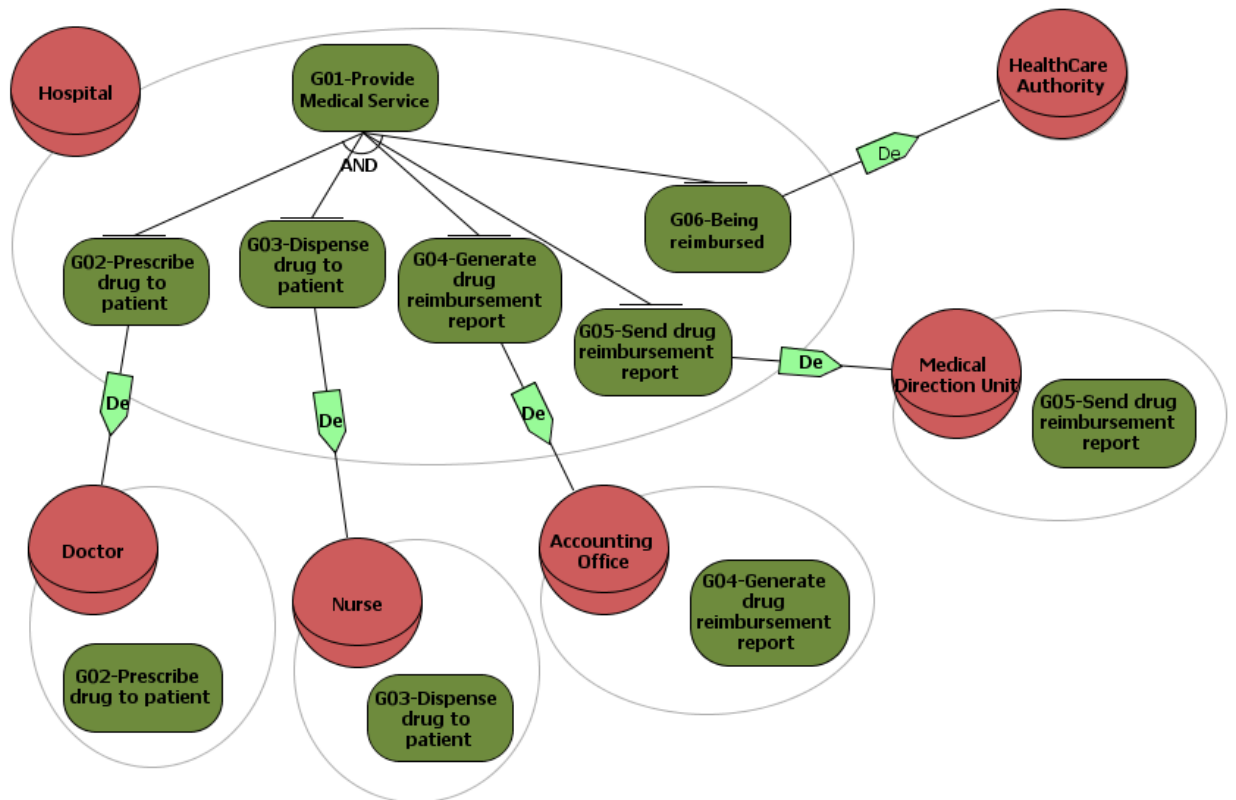 Hospital
G01-Provide
Medical Service
AND
HealthCare
Authority
De
G06-Being
reimbursed
G02-Prescribe
drug to
patient
G03-Dispense
drug to
patient
G04-Generate
drug
reimbursement
report
G05-Send drug
reimbursement
report
De
Medical
Direction Unit
G05-Send drug
reimbursement
report
De
De
De
Doctor
G02-Prescribe
drug to patient
Nurse
G03-Dispense
drug to
patient
Accounting
Office
G04-Generate
drug
reimbursement
report